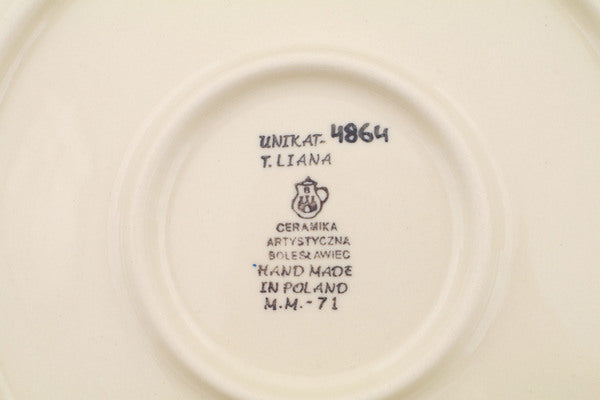 UNIKAT- 4864
T. LIANA
B
CERAMIKA
ARTYSTYCZNA
BOLESŁAWIEC
HAND MADE
IN POLAND
M.M.-71